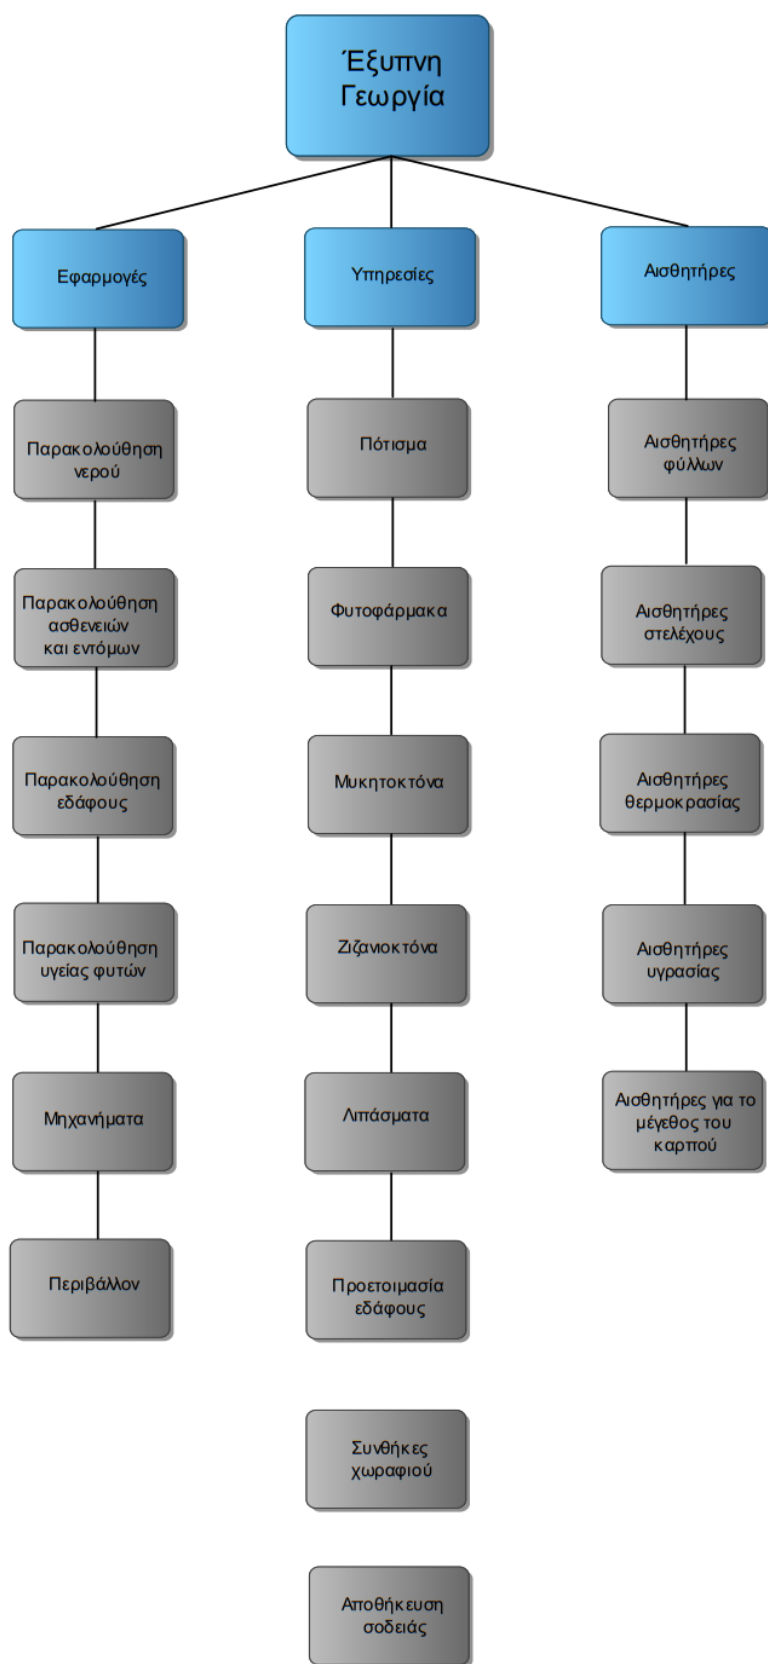 Έξυπνη
Γεωργία
Εφαρμογές
Υπηρεσίες
Αισθητήρες
Παρακολούθηση
νερού
Πότισμα
Αισθητήρες
φύλλων
Παρακολούθηση
ασθενειών
και εντόμων
Φυτοφάρμακα
Αισθητήρες
στελέχους
Παρακολούθηση
εδάφους
Μυκητοκτόνα
Αισθητήρες
θερμοκρασίας
Παρακολούθηση
υγείας φυτών
Ζιζανιοκτόνα
Αισθητήρες
υγρασίας
Μηχανήματα
Λιπάσματα
Αισθητήρες για το
μέγεθος του
καρπού
Περιβάλλον
Προετοιμασία
εδάφους
Συνθήκες
χωραφιού
Αποθήκευση
σοδειάς